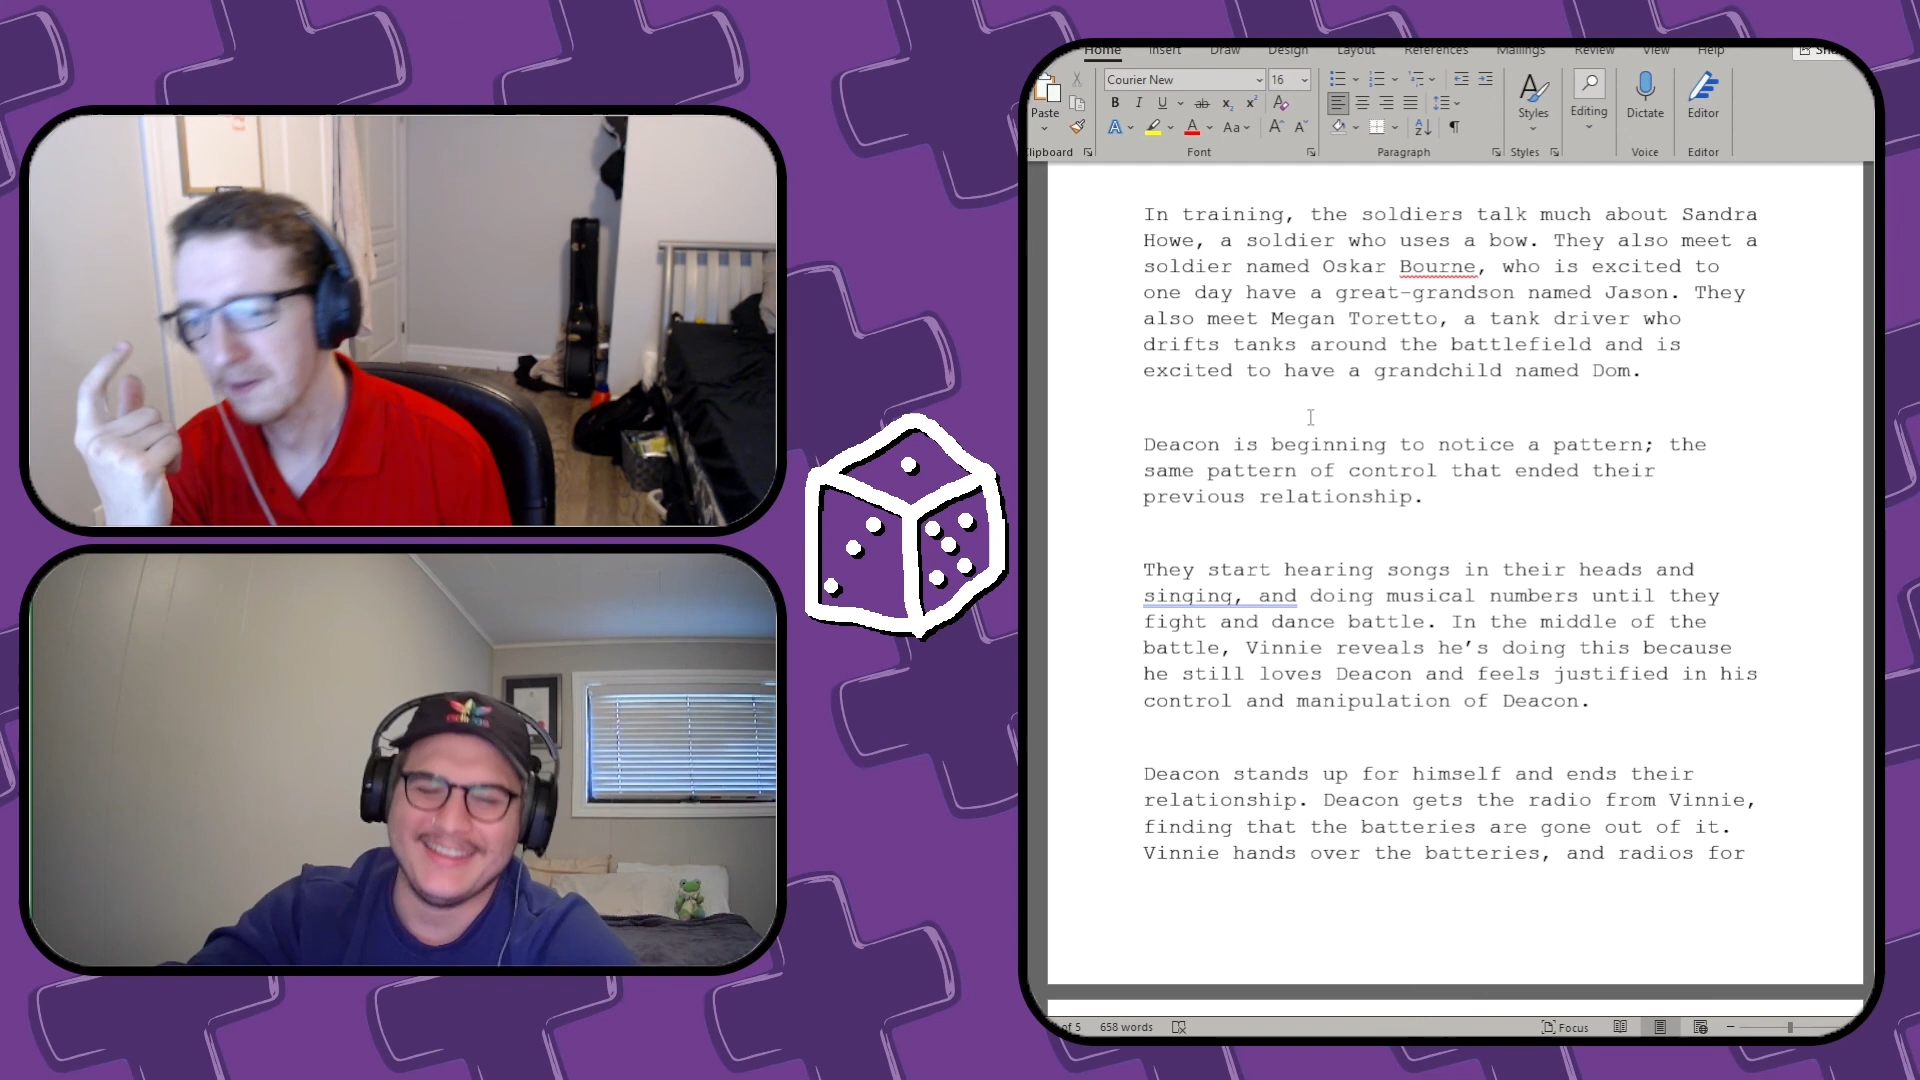 Home Insert Draw Design Layout References Mailings Review View Help
Courier New 16
Paste
B I U ab x₂ x²
A A Aa A A
Styles Editing Dictate Editor
Clipboard Font Paragraph Styles Voice Editor
In training, the soldiers talk much about Sandra
Howe, a soldier who uses a bow. They also meet a
soldier named Oskar Bourne, who is excited to
one day have a great-grandson named Jason. They
also meet Megan Toretto, a tank driver who
drifts tanks around the battlefield and is
excited to have a grandchild named Dom.
Deacon is beginning to notice a pattern; the
same pattern of control that ended their
previous relationship.
They start hearing songs in their heads and
singing, and doing musical numbers until they
fight and dance battle. In the middle of the
battle, Vinnie reveals he's doing this because
he still loves Deacon and feels justified in his
control and manipulation of Deacon.
Deacon stands up for himself and ends their
relationship. Deacon gets the radio from Vinnie,
finding that the batteries are gone out of it.
Vinnie hands over the batteries, and radios for
of 5 658 words Focus